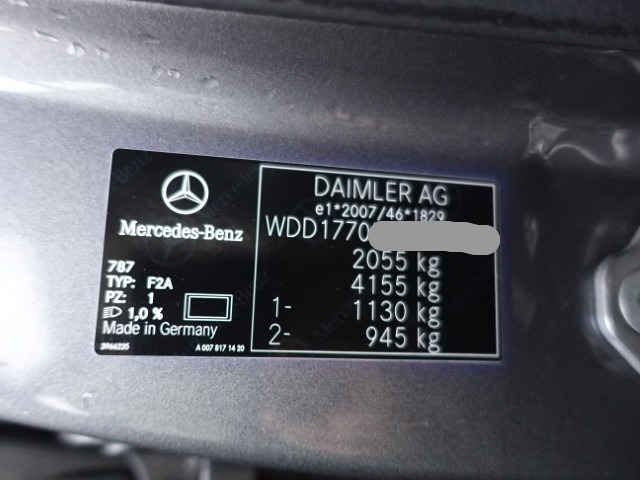 Mercedes-Benz
787
TYP: F2A
PZ: 1
1,0 %
Made in Germany
3966235
A 007 817 14 20
DAIMLER AG
e1*2007/46*1829
WDD1770
2055 kg
4155 kg
1- 1130 kg
2- 945 kg